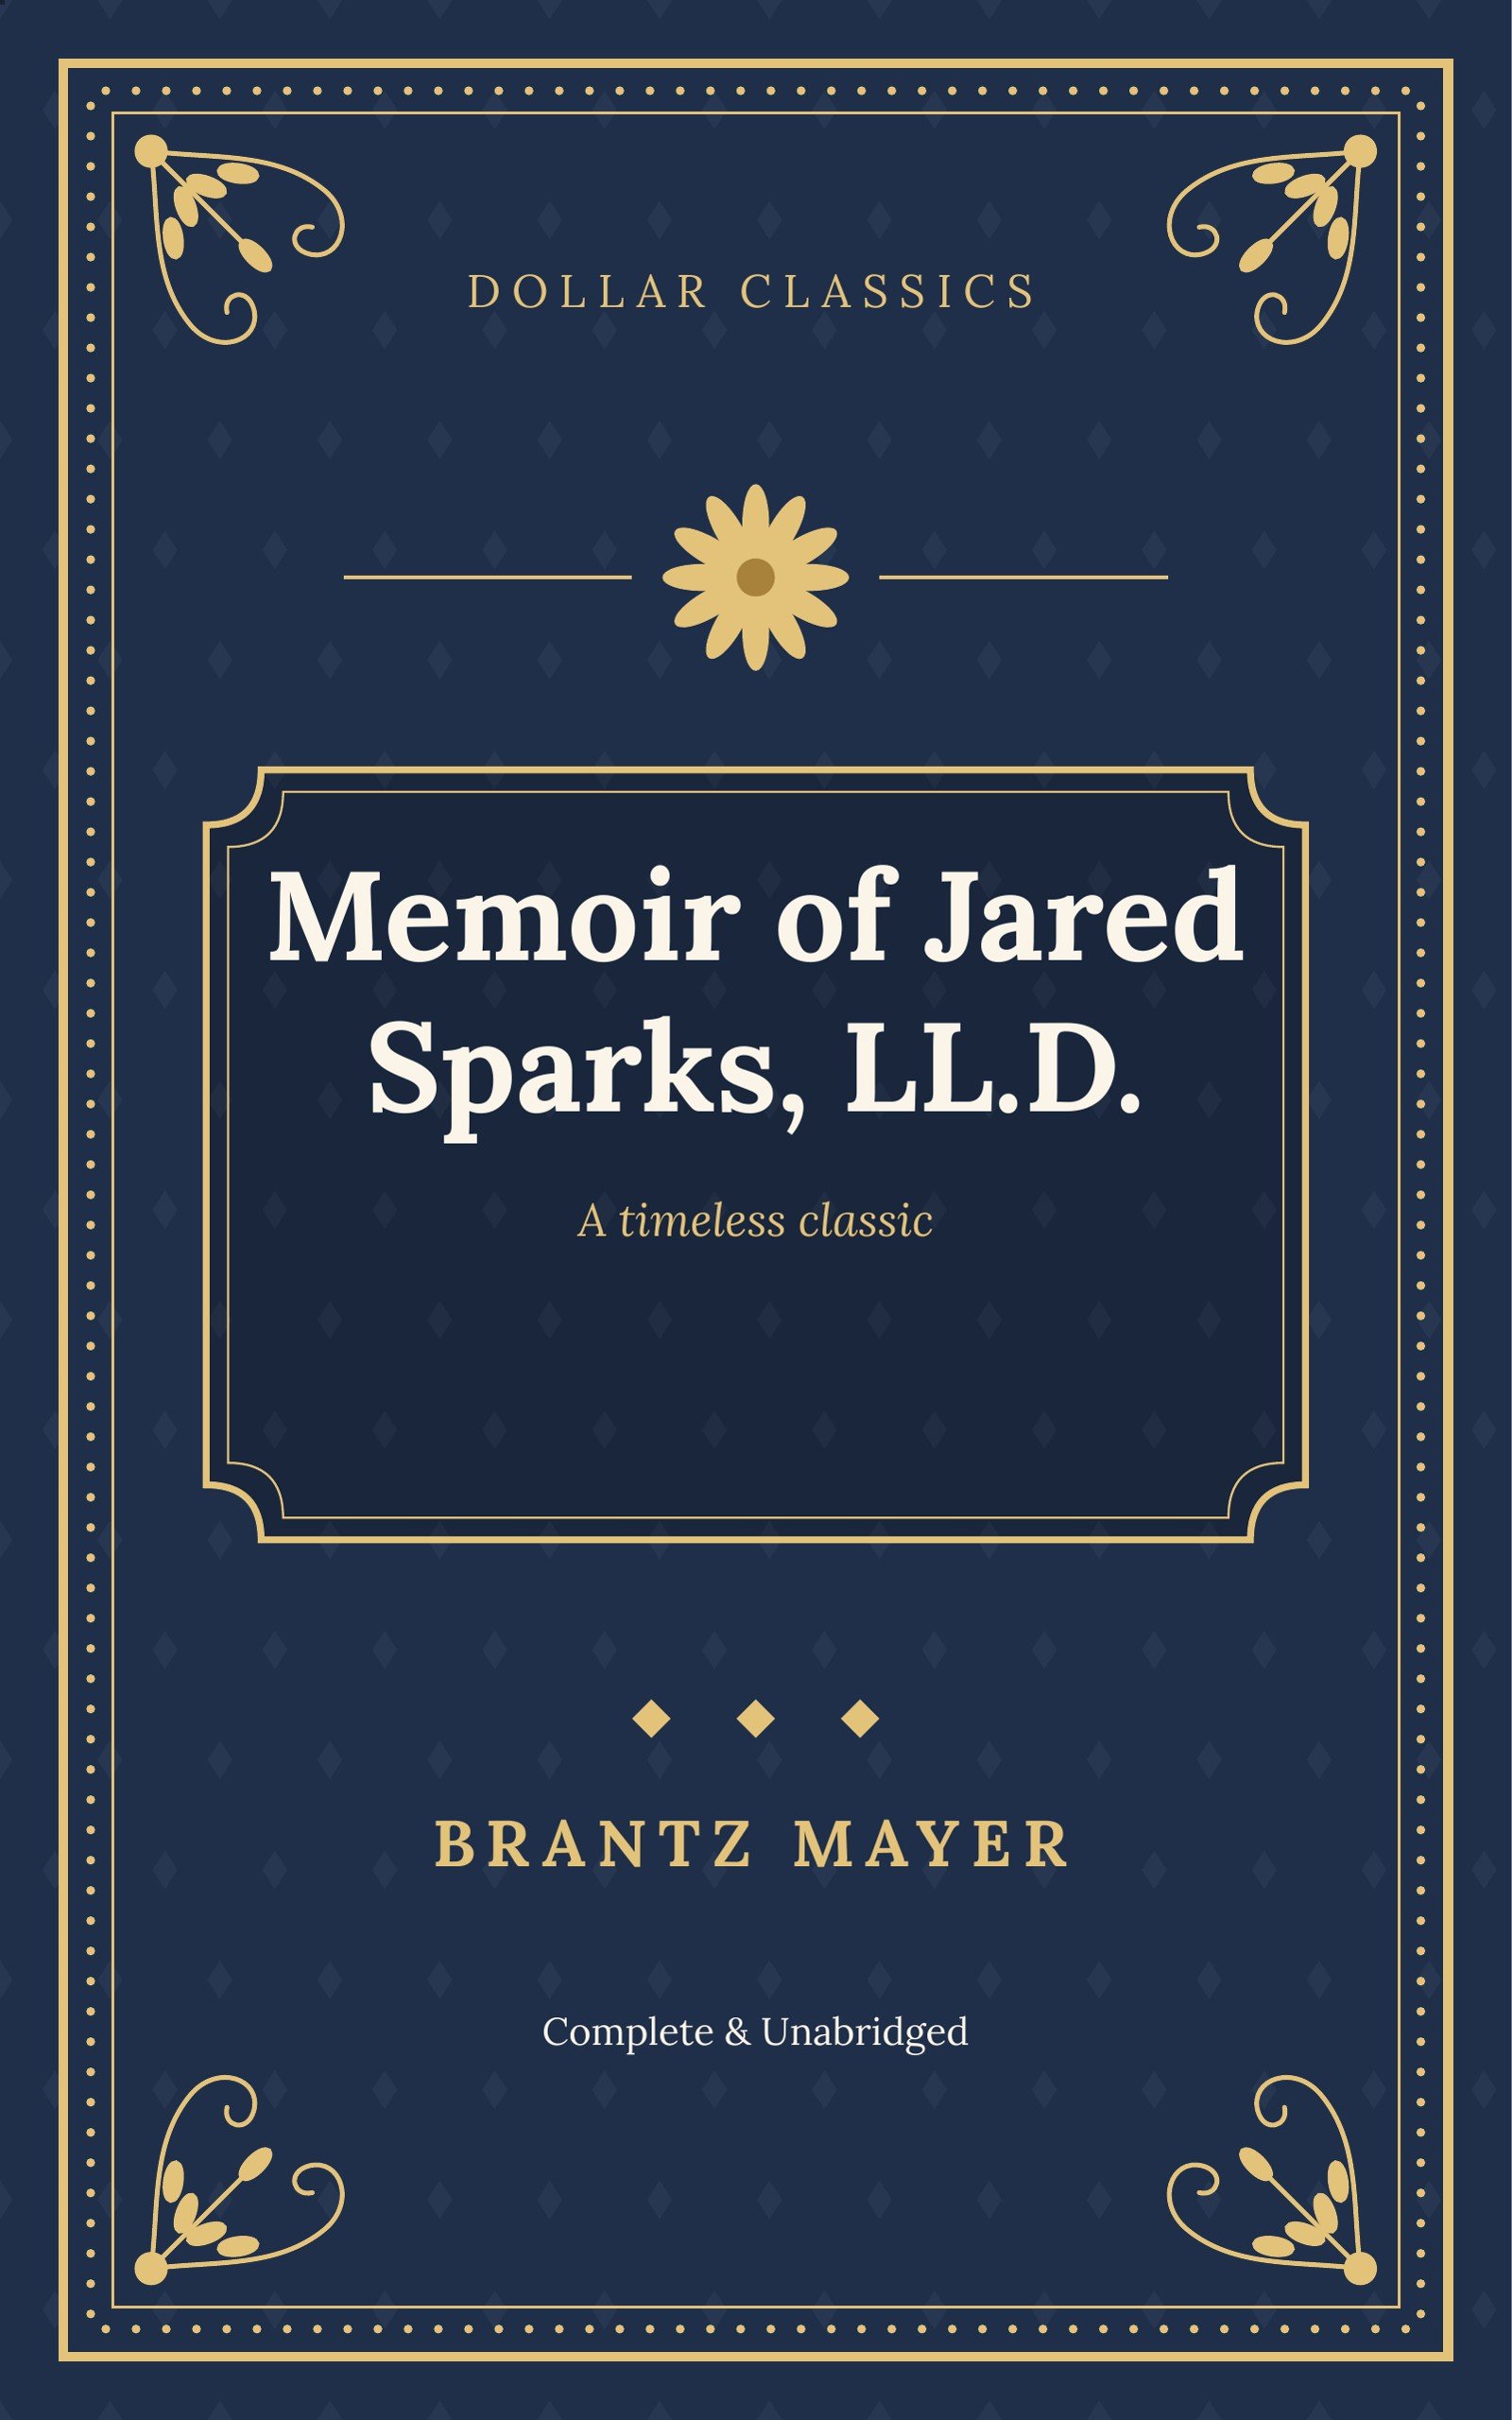 DOLLAR CLASSICS
Memoir of Jared
Sparks, LL.D.
A timeless classic
BRANTZ MAYER
Complete & Unabridged